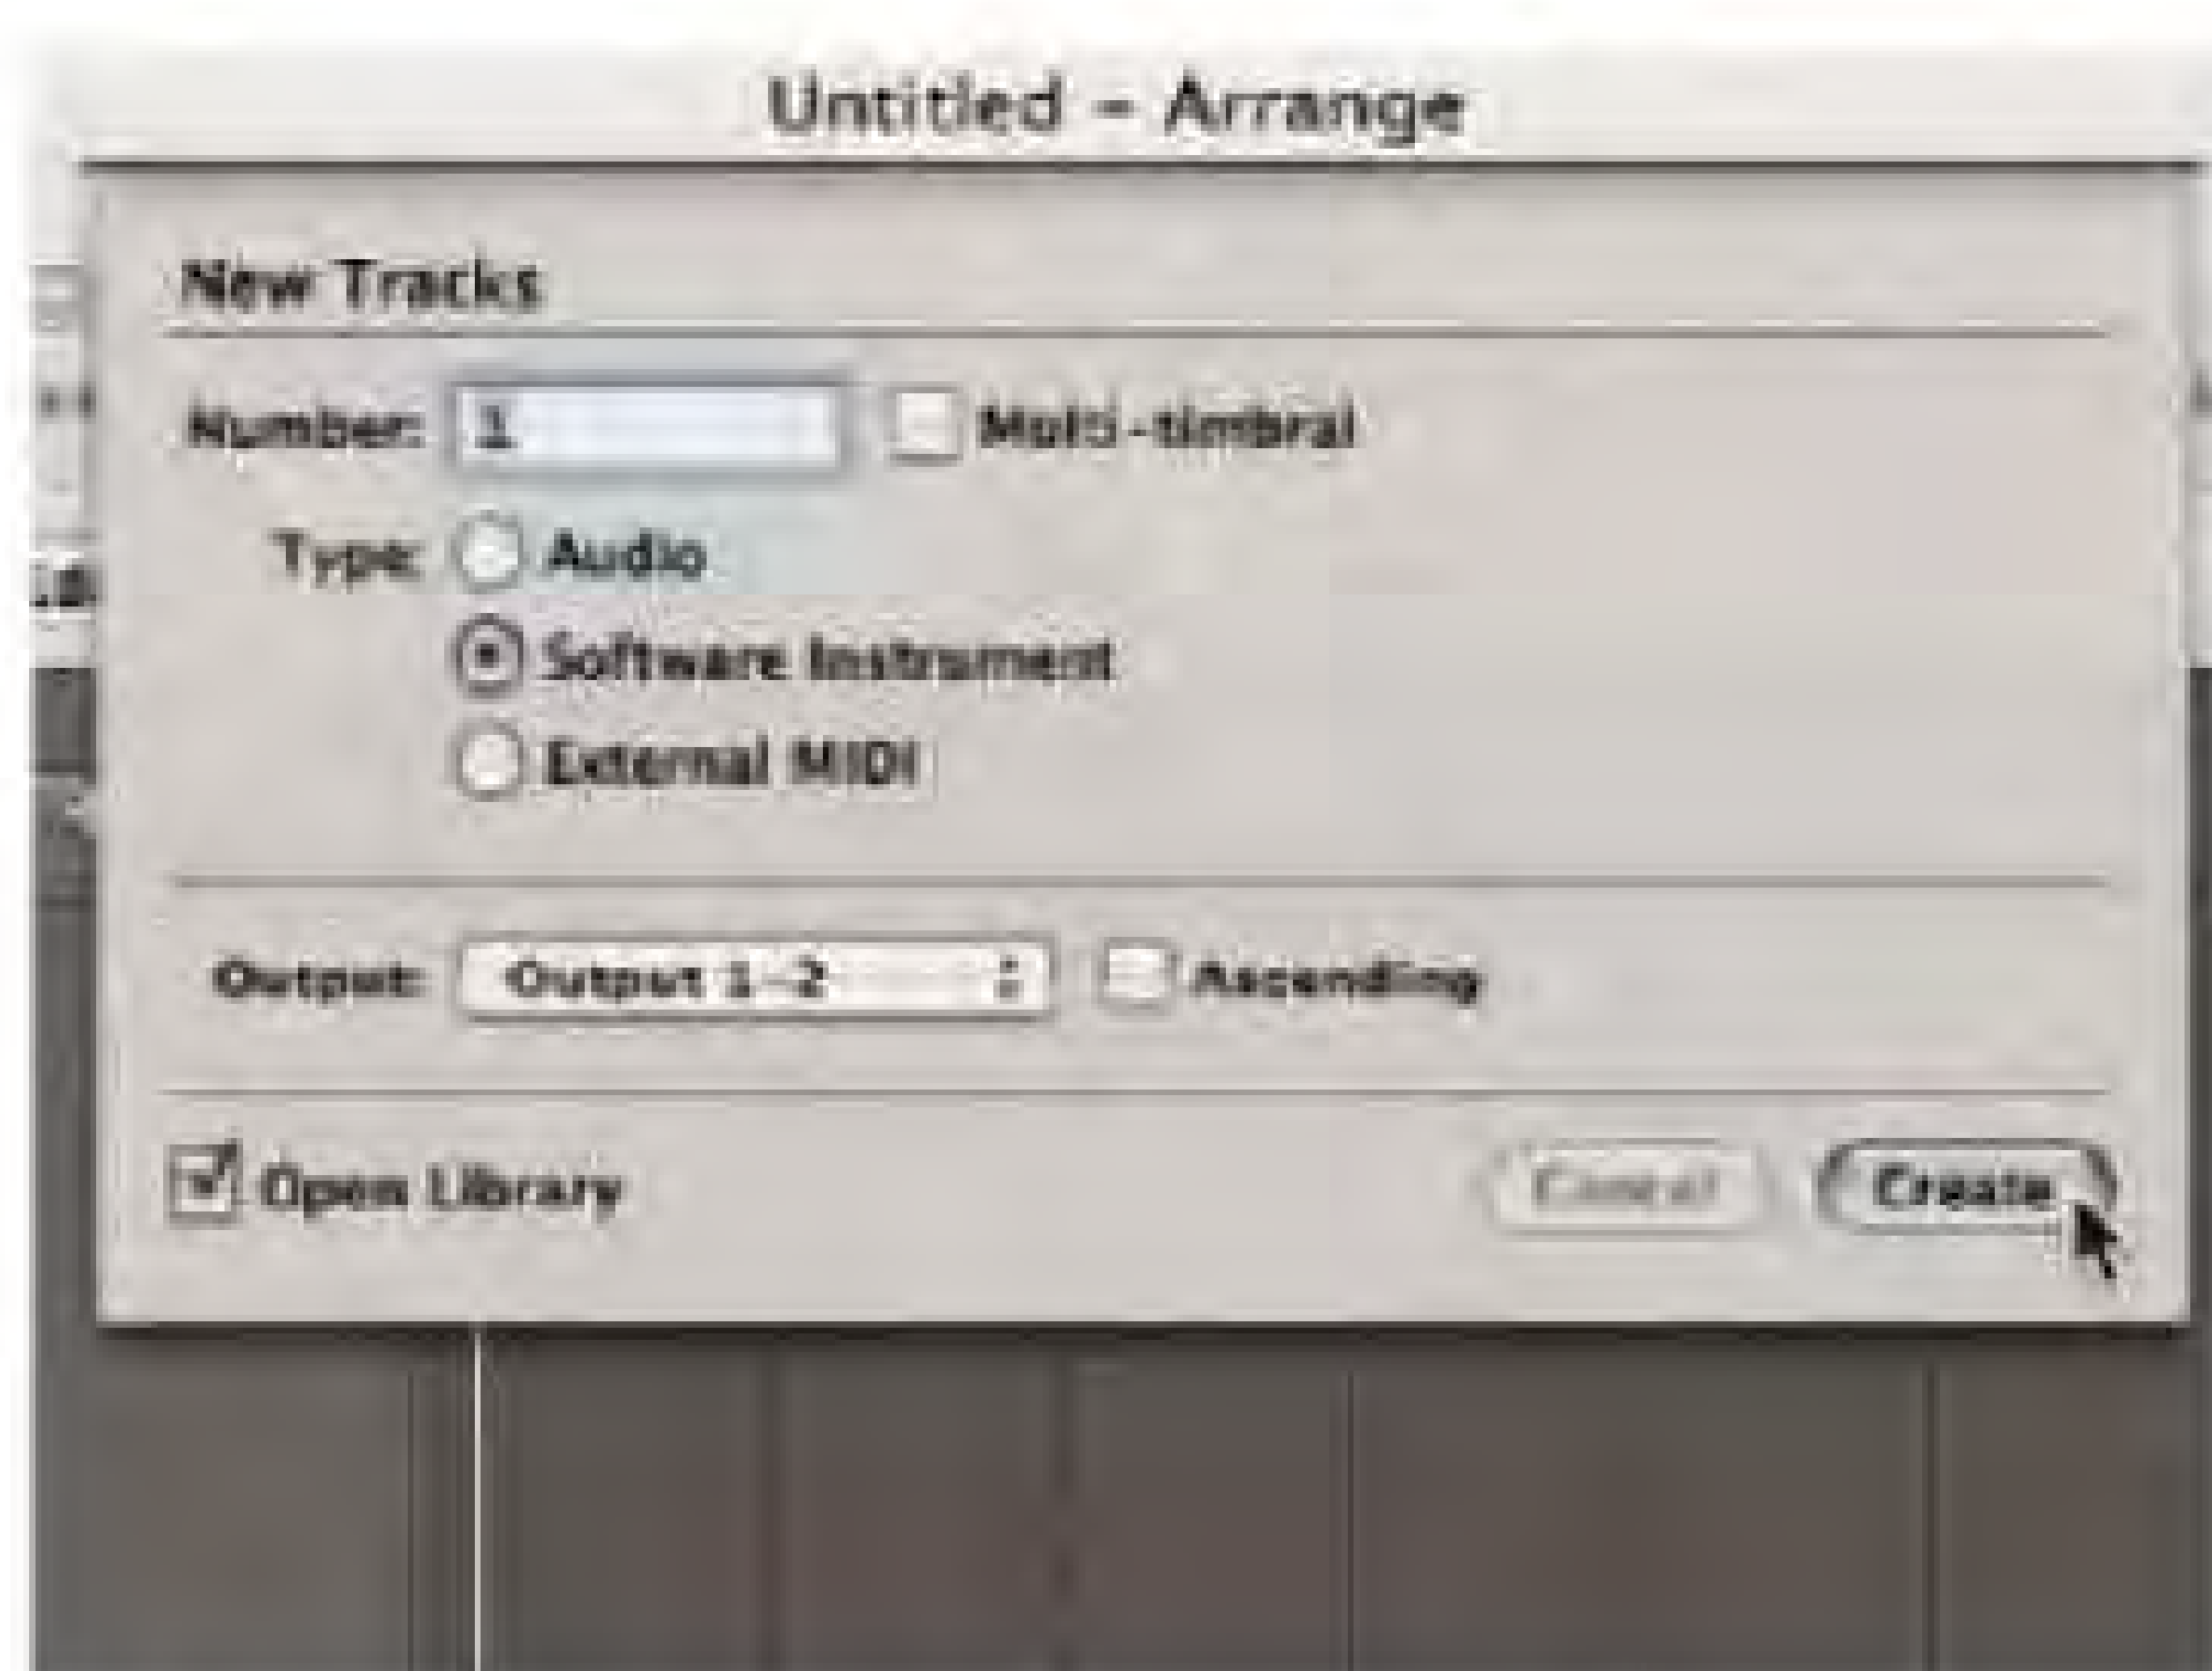 Untitled – Arrange
New Tracks
Number: 1 Multi-timbral
Type: Audio
Software Instrument
External MIDI
Output: Output 1-2 Ascending
Open Library Cancel Create